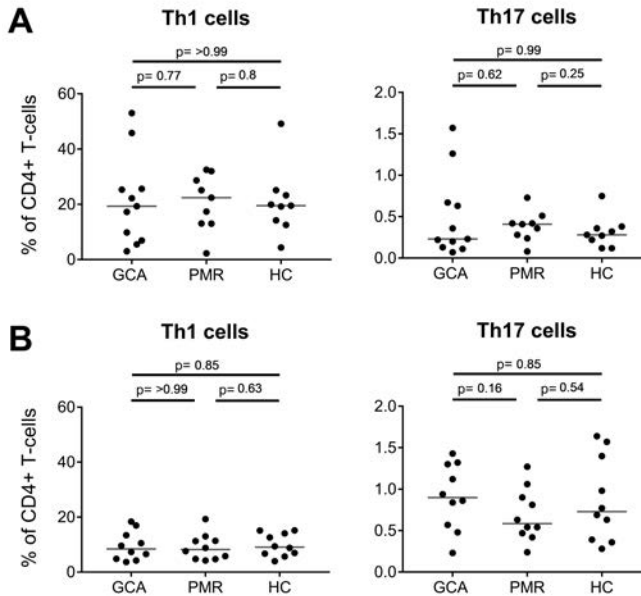 A
Th1 cells
p= >0.99
p= 0.77
p= 0.8
% of CD4+ T-cells
60
40
20
0
GCA PMR HC
Th17 cells
p= 0.99
p= 0.62
p= 0.25
2.0
1.5
1.0
0.5
0.0
GCA PMR HC
B
Th1 cells
p= 0.85
p= >0.99
p= 0.63
% of CD4+ T-cells
60
40
20
0
GCA PMR HC
Th17 cells
p= 0.85
p= 0.16
p= 0.54
2.0
1.5
1.0
0.5
0.0
GCA PMR HC